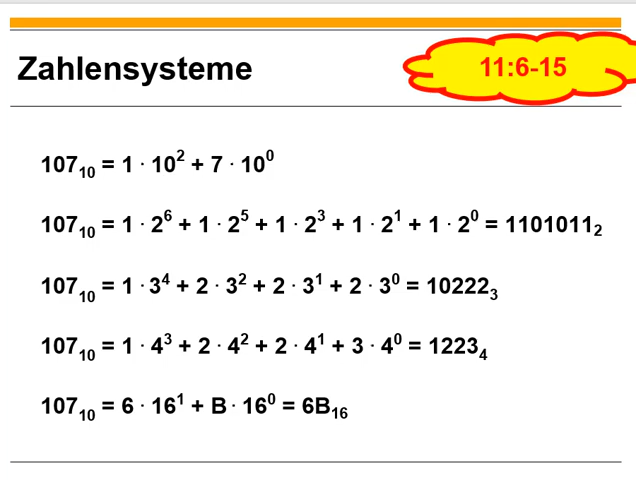 Zahlensysteme
11:6-15
107₁₀ = 1 · 10² + 7 · 10⁰
107₁₀ = 1 · 2⁶ + 1 · 2⁵ + 1 · 2³ + 1 · 2¹ + 1 · 2⁰ = 1101011₂
107₁₀ = 1 · 3⁴ + 2 · 3² + 2 · 3¹ + 2 · 3⁰ = 10222₃
107₁₀ = 1 · 4³ + 2 · 4² + 2 · 4¹ + 3 · 4⁰ = 1223₄
107₁₀ = 6 · 16¹ + B · 16⁰ = 6B₁₆